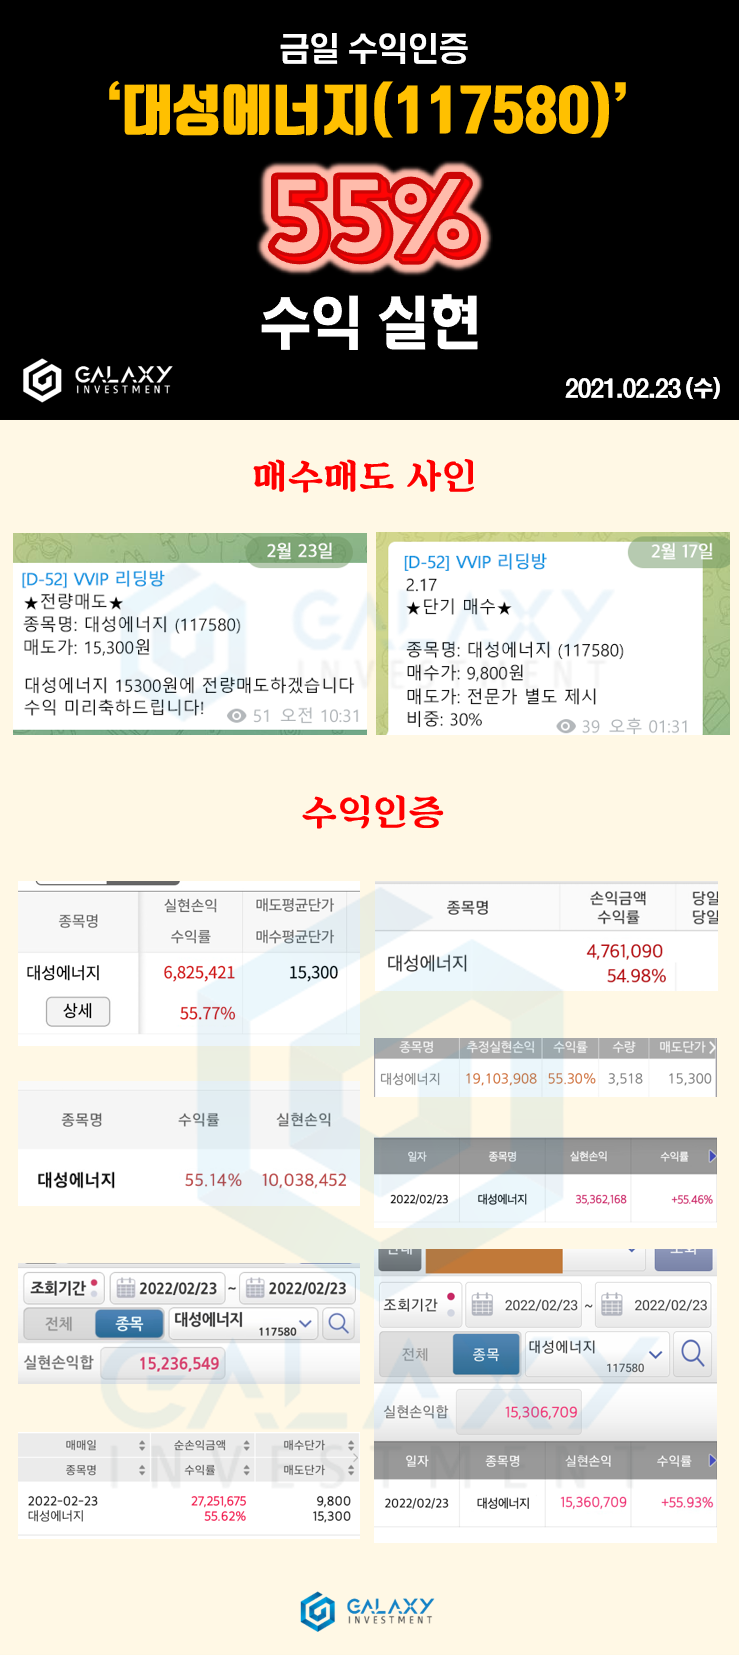 금일 수익인증
‘대성에너지(117580)’
55%
수익 실현
GALAXY
INVESTMENT
2021.02.23 (수)
매수매도 사인
2월 23일
[D-52] VVIP 리딩방
★전량매도★
종목명: 대성에너지 (117580)
매도가: 15,300원
대성에너지 15300원에 전량매도하겠습니다
수익 미리축하드립니다!
51 오전 10:31
2월 17일
[D-52] VVIP 리딩방
2.17
★단기 매수★
종목명: 대성에너지 (117580)
매수가: 9,800원
매도가: 전문가 별도 제시
비중: 30%
39 오후 01:31
GALAXY
INVESTMENT
수익인증
종목명 실현손익 매도평균단가
수익률 매수평균단가
대성에너지 6,825,421 15,300
상세 55.77%
종목명 손익금액 당일
수익률 당일
대성에너지 4,761,090
54.98%
종목명 추정실현손익 수익률 수량 매도단가
대성에너지 19,103,908 55.30% 3,518 15,300
종목명 수익률 실현손익
대성에너지 55.14% 10,038,452
일자 종목명 실현손익 수익률
2022/02/23 대성에너지 35,362,168 +55.46%
조회기간 2022/02/23 ~ 2022/02/23
전체 종목 대성에너지 117580
실현손익합 15,236,549
조회기간 2022/02/23 ~ 2022/02/23
전체 종목 대성에너지 117580
실현손익합 15,306,709
일자 종목명 실현손익 수익률
2022/02/23 대성에너지 15,360,709 +55.93%
매매일 순손익금액 매수단가
종목명 수익률 매도단가
2022-02-23 27,251,675 9,800
대성에너지 55.62% 15,300
GALAXY
INVESTMENT
GALAXY
INVESTMENT